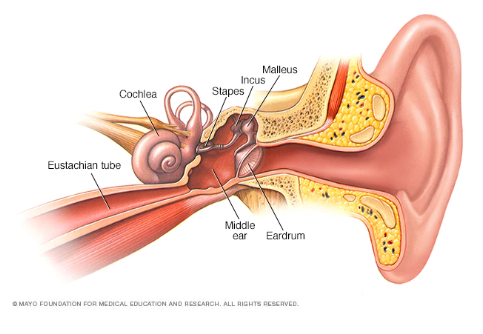 Malleus
Incus
Stapes
Cochlea
Eustachian tube
Middle
ear
Eardrum
© MAYO FOUNDATION FOR MEDICAL EDUCATION AND RESEARCH. ALL RIGHTS RESERVED.